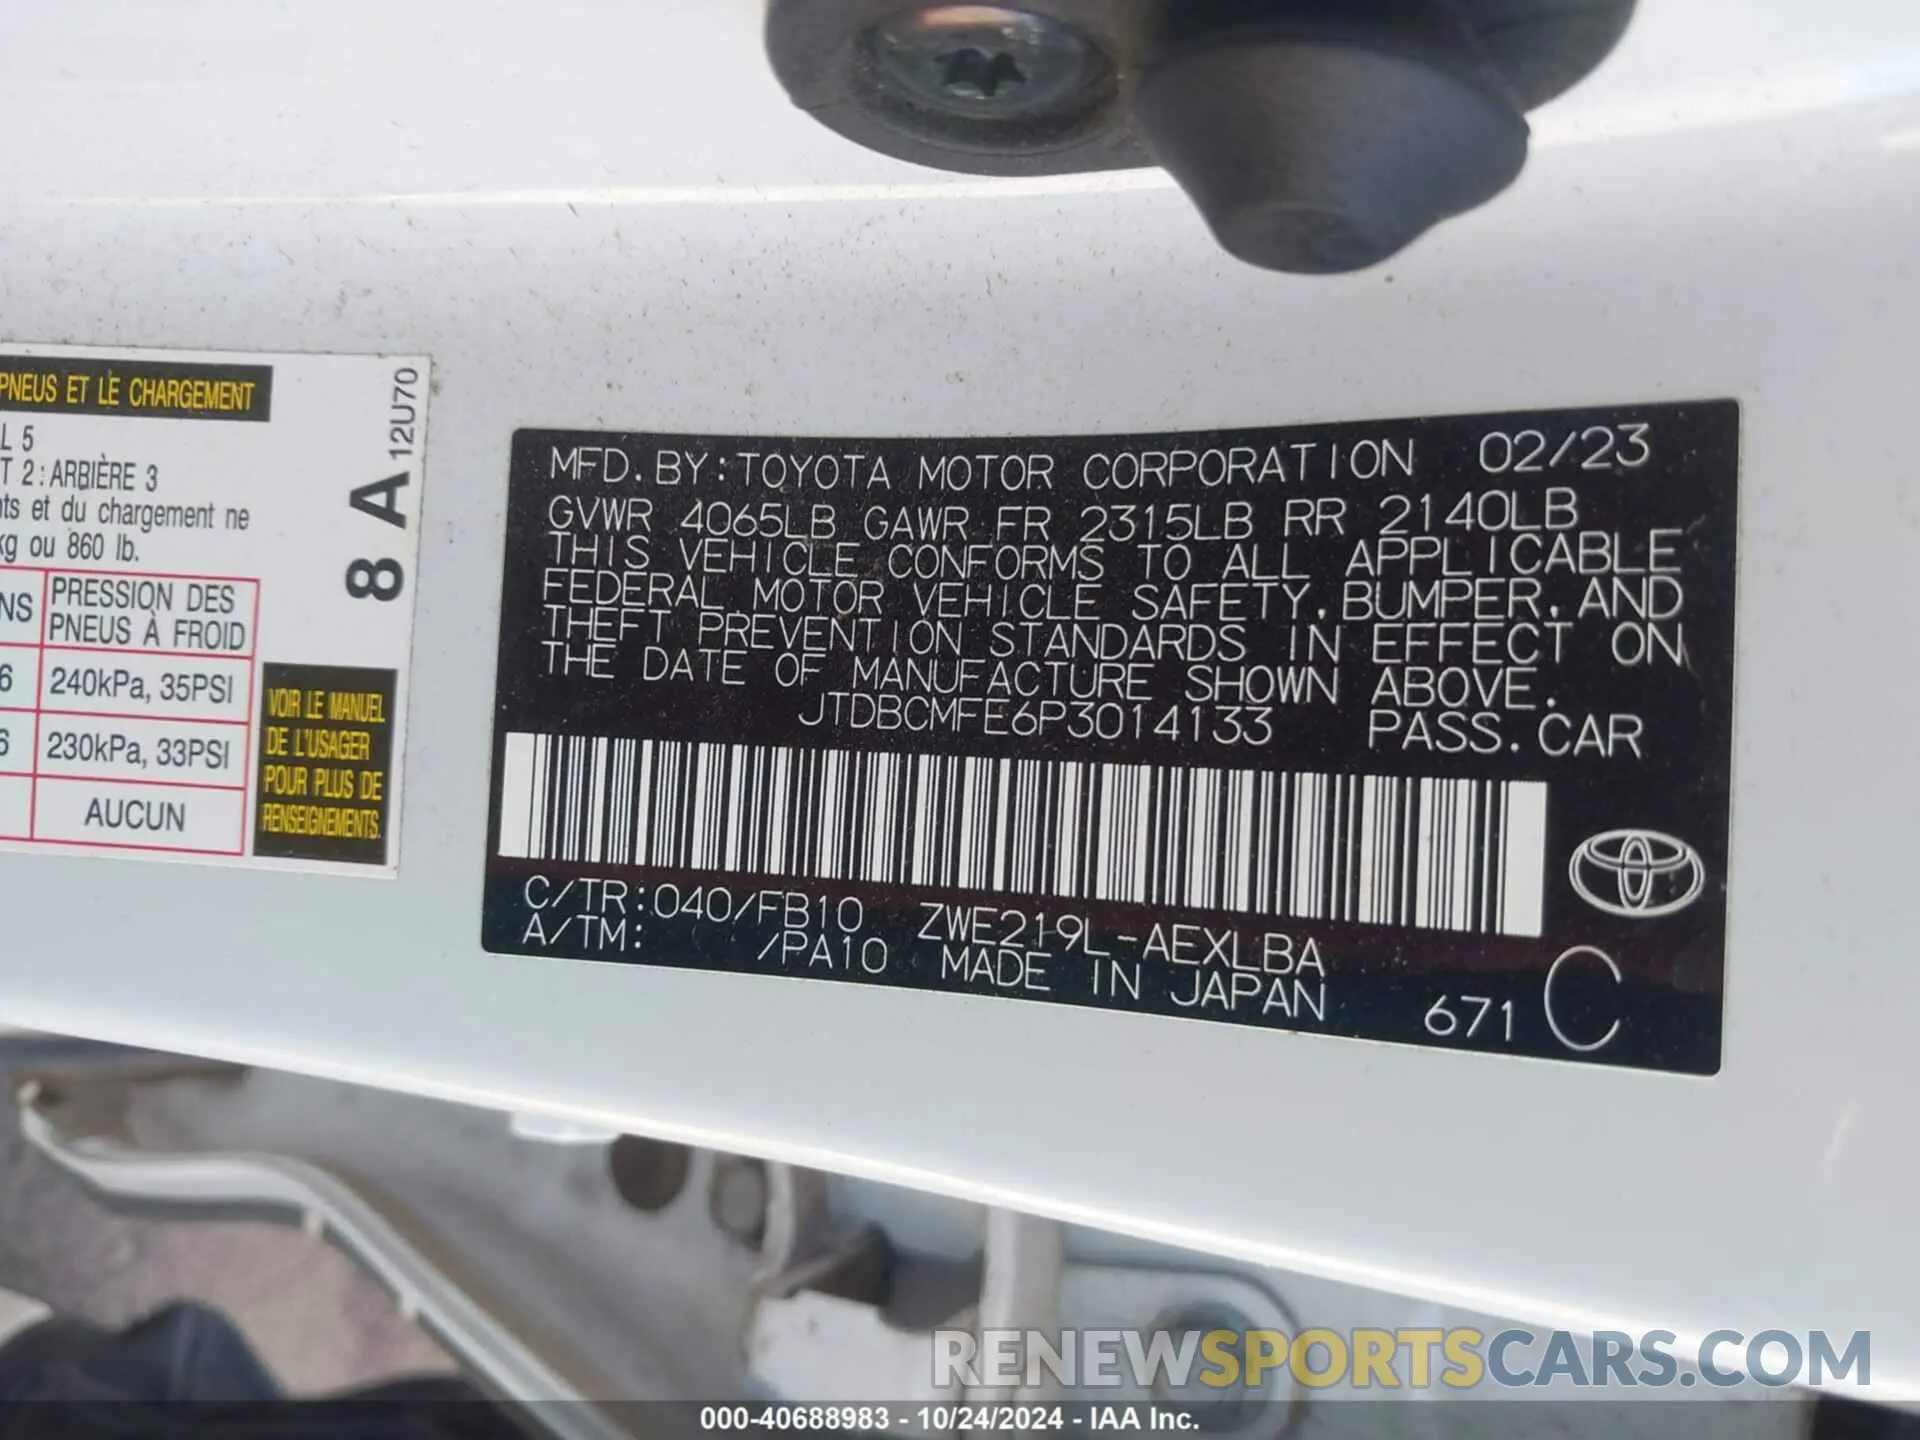 PNEUS ET LE CHARGEMENT
L 5
T 2 : ARBIÈRE 3
nts et du chargement ne
kg ou 860 lb.
NS PRESSION DES
PNEUS À FROID
6 240kPa, 35PSI
6 230kPa, 33PSI
AUCUN
VOIR LE MANUEL
DE L'USAGER
POUR PLUS DE
RENSEIGNEMENTS.
8 A 12U70
MFD. BY: TOYOTA MOTOR CORPORATION 02/23
GVWR 4065LB GAWR FR 2315LB RR 2140LB
THIS VEHICLE CONFORMS TO ALL APPLICABLE
FEDERAL MOTOR VEHICLE SAFETY, BUMPER, AND
THEFT PREVENTION STANDARDS IN EFFECT ON
THE DATE OF MANUFACTURE SHOWN ABOVE.
JTDBCMFE6P3014133 PASS. CAR
C/TR: 040/FB10 ZWE219L-AEXLBA
A/TM: /PA10 MADE IN JAPAN
671 C
RENEWSPORTSCARS.COM
000-40688983 - 10/24/2024 - IAA Inc.